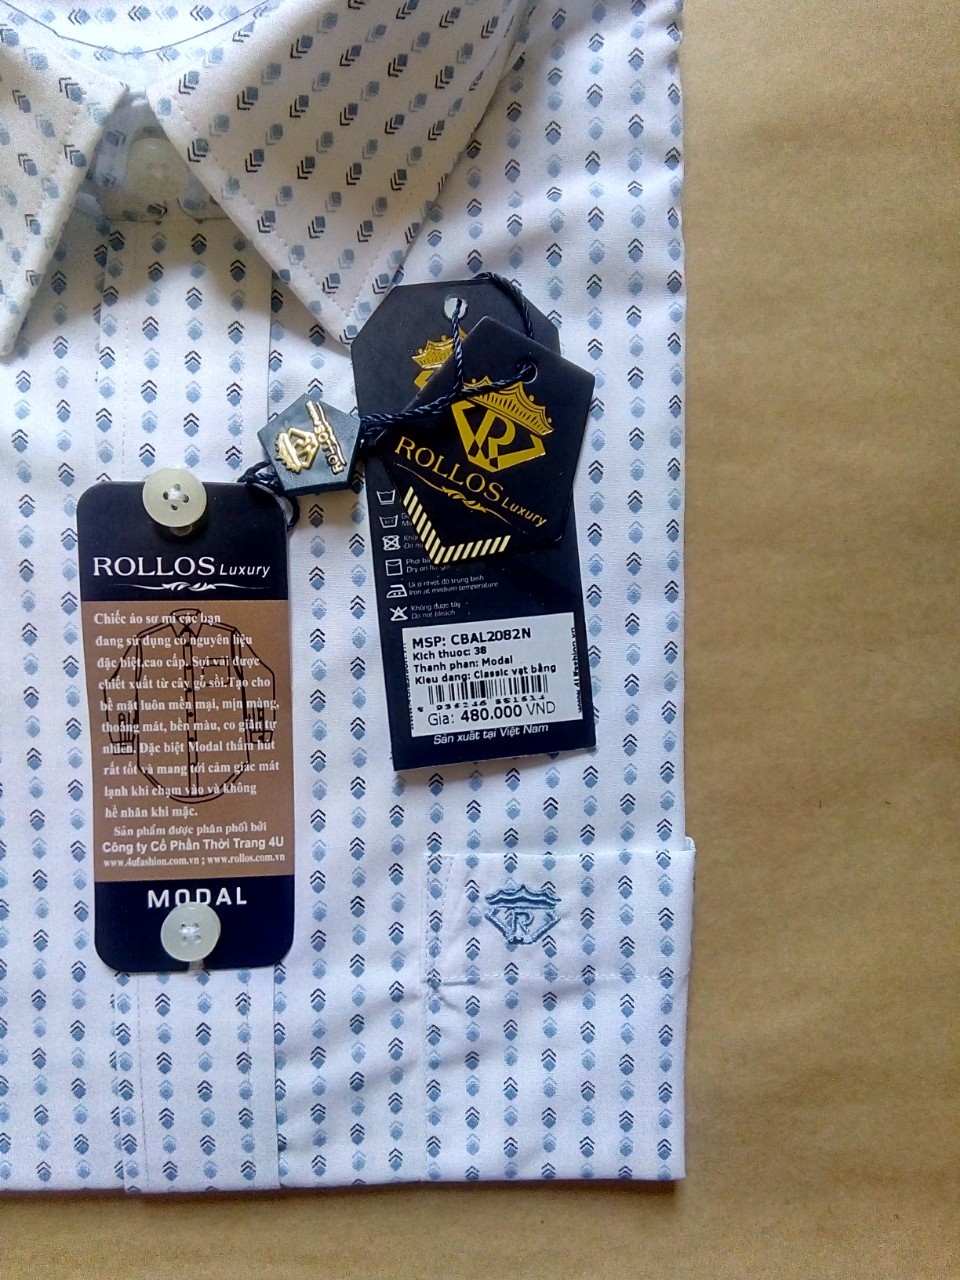 ROLLOS Luxury
Chiếc áo sơ mi các bạn
đang sử dụng có nguyên liệu
đặc biệt cao cấp. Sợi vải được
chiết xuất từ cây gỗ sồi.Tạo cho
bề mặt luôn mền mại, mịn màng,
thoáng mát, bền màu, co giãn tự
nhiên. Đặc biệt Modal thấm hút
rất tốt và mang tới cảm giác mát
lạnh khi chạm vào và không
hề nhăn khi mặc.
Sản phẩm được phân phối bởi
Công ty Cổ Phần Thời Trang 4U
www.4ufashion.com.vn ; www.rollos.com.vn
MODAL
ROLLOS
R
ROLLOS Luxury
Là ủi nhiệt độ trung bình
Iron at medium temperature
Không được tẩy
Do not bleach
MSP: CBAL2082N
Kich thuoc: 38
Thanh phan: Modal
Kieu dang: Classic vạt bằng
Gia: 480.000 VND
Sản xuất tại Việt Nam
R